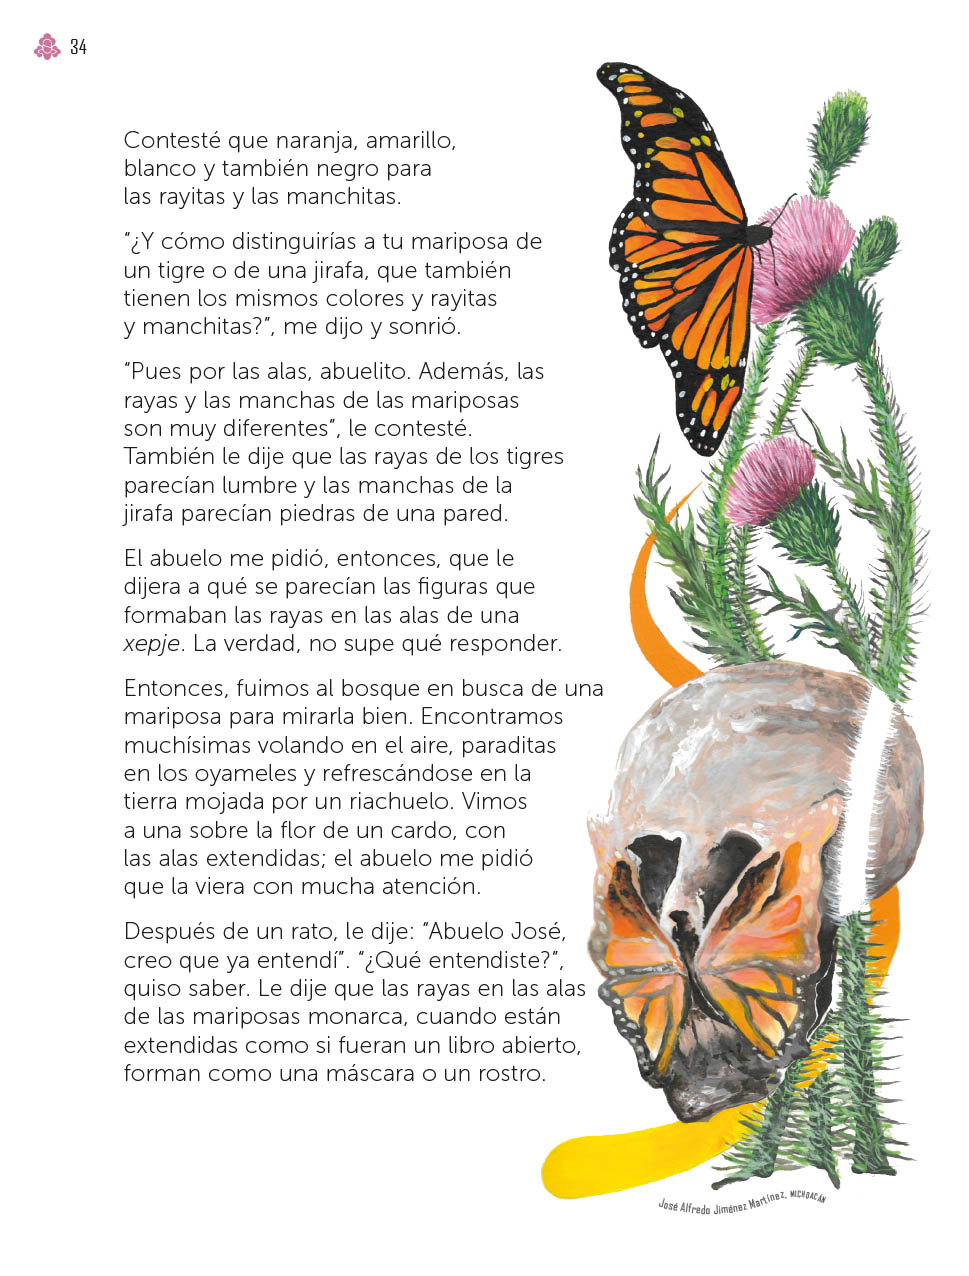 34
Contesté que naranja, amarillo,
blanco y también negro para
las rayitas y las manchitas.
“¿Y cómo distinguirías a tu mariposa de
un tigre o de una jirafa, que también
tienen los mismos colores y rayitas
y manchitas?”, me dijo y sonrió.
“Pues por las alas, abuelito. Además, las
rayas y las manchas de las mariposas
son muy diferentes”, le contesté.
También le dije que las rayas de los tigres
parecían lumbre y las manchas de la
jirafa parecían piedras de una pared.
El abuelo me pidió, entonces, que le
dijera a qué se parecían las figuras que
formaban las rayas en las alas de una
xepje. La verdad, no supe qué responder.
Entonces, fuimos al bosque en busca de una
mariposa para mirarla bien. Encontramos
muchísimas volando en el aire, paraditas
en los oyameles y refrescándose en la
tierra mojada por un riachuelo. Vimos
a una sobre la flor de un cardo, con
las alas extendidas; el abuelo me pidió
que la viera con mucha atención.
Después de un rato, le dije: “Abuelo José,
creo que ya entendí”. “¿Qué entendiste?”,
quiso saber. Le dije que las rayas en las alas
de las mariposas monarca, cuando están
extendidas como si fueran un libro abierto,
forman como una máscara o un rostro.
José Alfredo Jiménez Martínez, MICHOACÁN